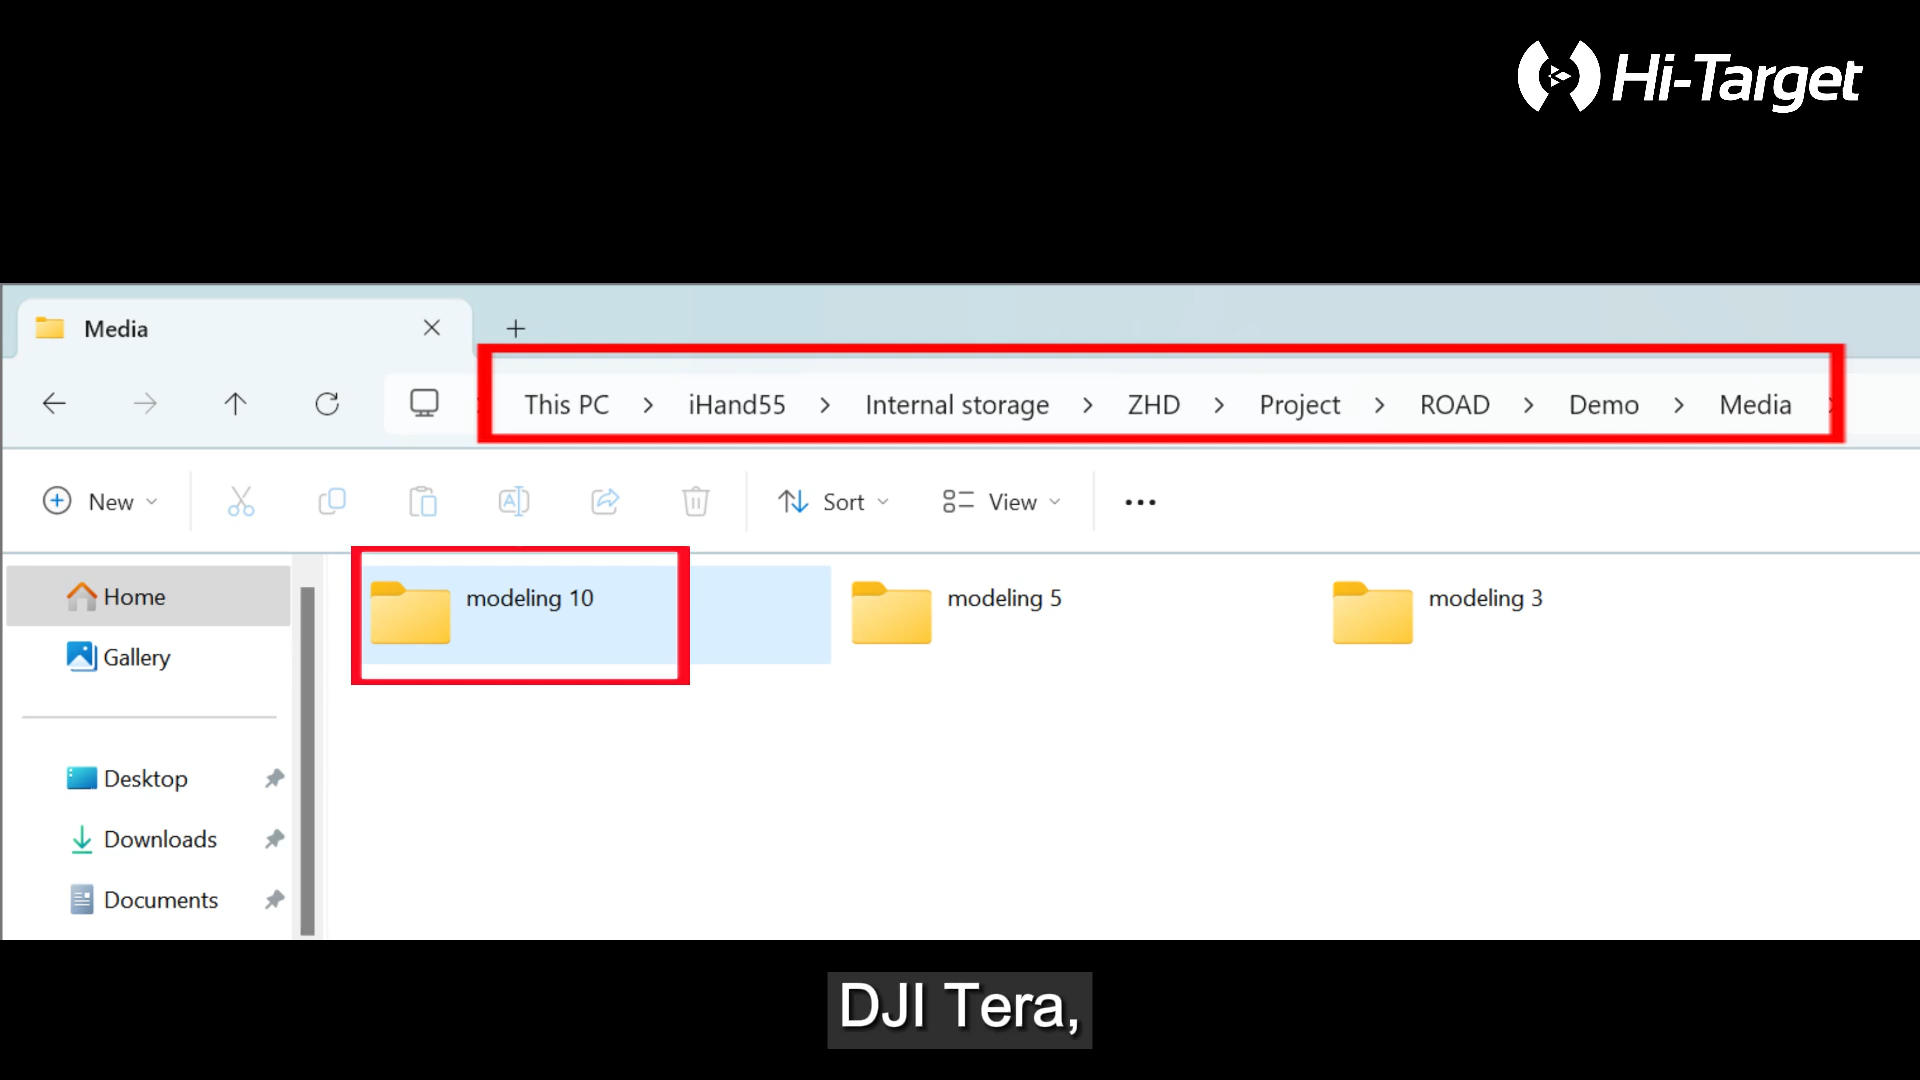 Hi-Target
Media
This PC > iHand55 > Internal storage > ZHD > Project > ROAD > Demo > Media >
New
Sort
View
Home
modeling 10
modeling 5
modeling 3
Gallery
Desktop
Downloads
Documents
DJI Tera,